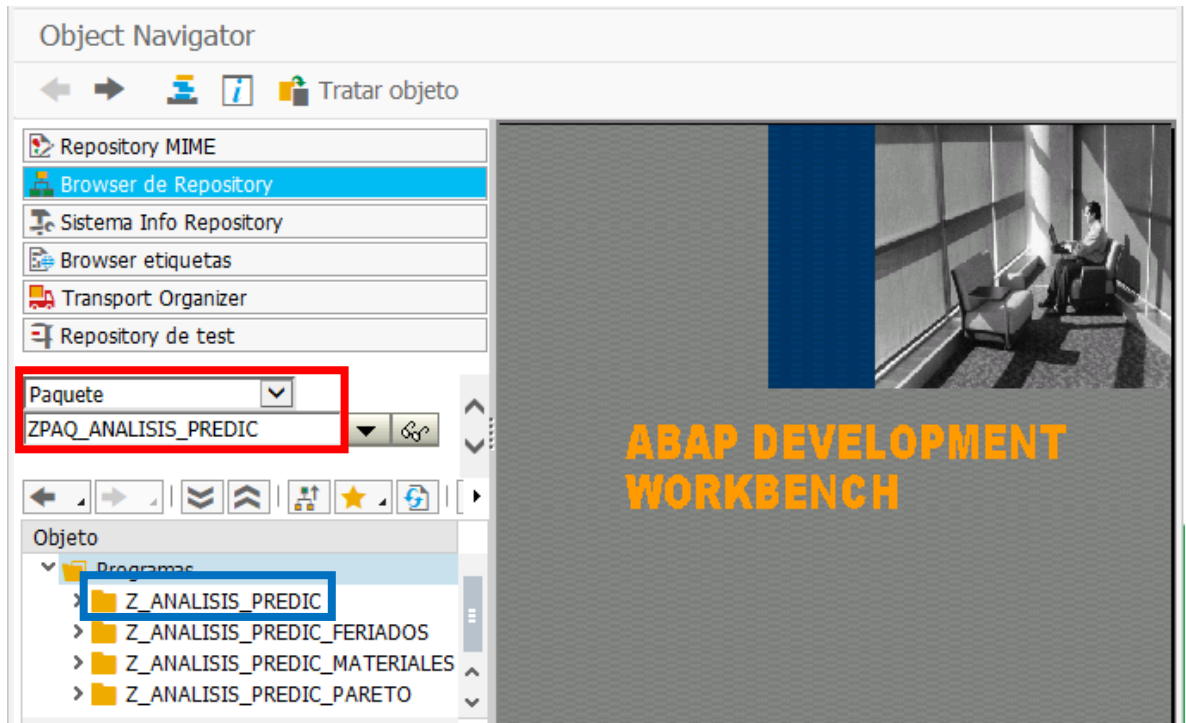 Object Navigator
Tratar objeto
Repository MIME
Browser de Repository
Sistema Info Repository
Browser etiquetas
Transport Organizer
Repository de test
Paquete
ZPAQ_ANALISIS_PREDIC
ABAP DEVELOPMENT
WORKBENCH
Objeto
Programas
Z_ANALISIS_PREDIC
Z_ANALISIS_PREDIC_FERIADOS
Z_ANALISIS_PREDIC_MATERIALES
Z_ANALISIS_PREDIC_PARETO